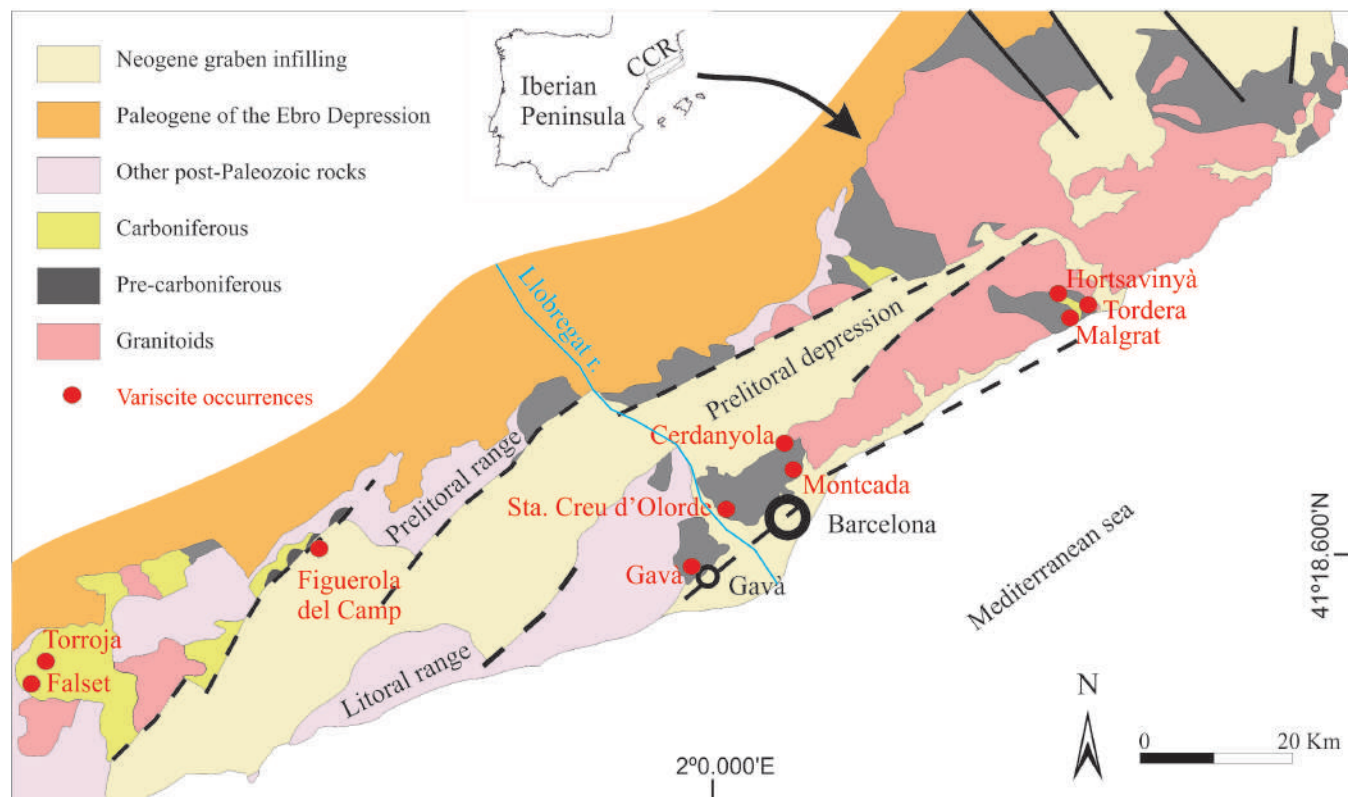 Neogene graben infilling
Paleogene of the Ebro Depression
Other post-Paleozoic rocks
Carboniferous
Pre-carboniferous
Granitoids
Variscite occurrences
CCR
Iberian
Peninsula
Llobregat r.
Prelitoral depression
Hortsavinyà
Tordera
Malgrat
Cerdanyola
Montcada
Prelitoral range
Sta. Creu d'Olorde
Barcelona
Gavà
Gavà
Figuerola
del Camp
Mediterranean sea
41º18.600N
Torroja
Falset
Litoral range
N
0 20 Km
2º0.000'E